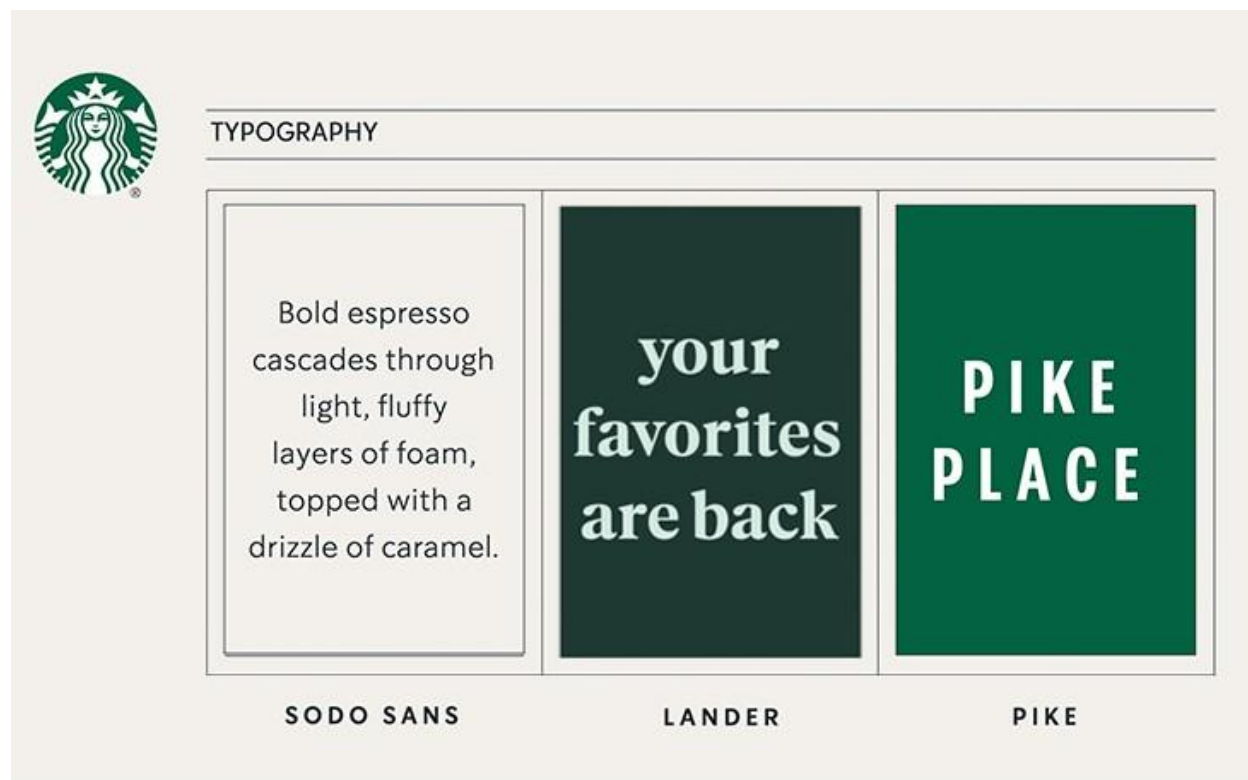 TYPOGRAPHY
Bold espresso
cascades through
light, fluffy
layers of foam,
topped with a
drizzle of caramel.
your
favorites
are back
PIKE
PLACE
SODO SANS
LANDER
PIKE
®